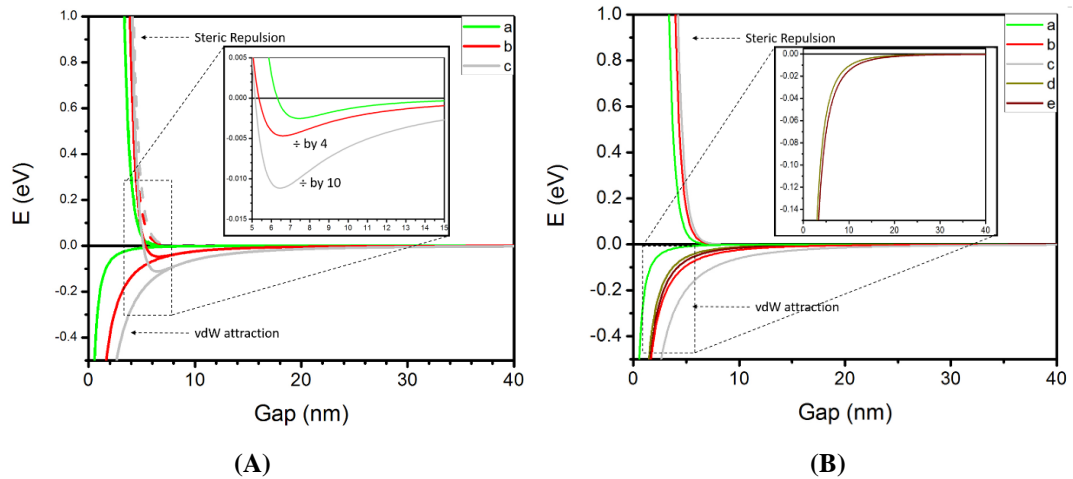 1.0
0.8
0.6
0.4
0.2
0.0
-0.2
-0.4
E (eV)
0
10
20
30
40
Gap (nm)
Steric Repulsion
vdW attraction
a
b
c
0.005
0.000
-0.005
-0.010
-0.015
5 6 7 8 9 10 11 12 13 14 15
÷ by 4
÷ by 10
(A)
1.0
0.8
0.6
0.4
0.2
0.0
-0.2
-0.4
E (eV)
0
10
20
30
40
Gap (nm)
Steric Repulsion
vdW attraction
a
b
c
d
e
0.00
-0.02
-0.04
-0.06
-0.08
-0.10
-0.12
-0.14
0 10 20 30 40
(B)